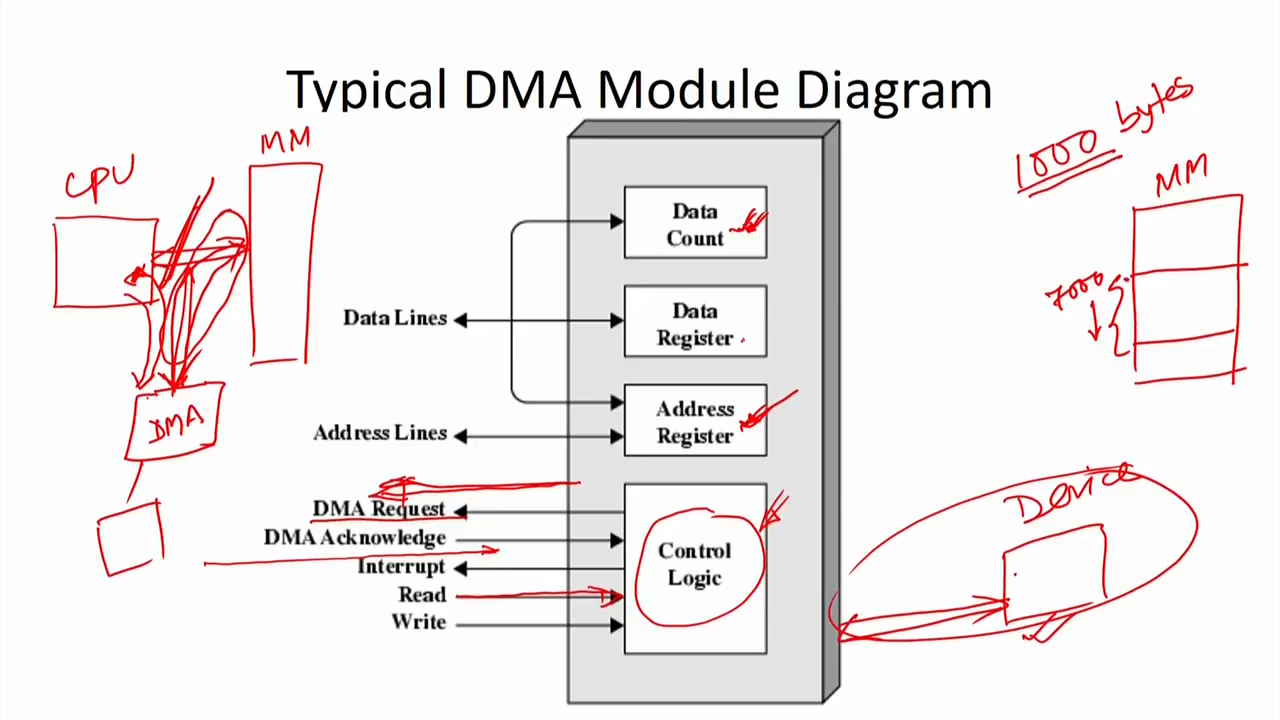 Typical DMA Module Diagram
1000 bytes
CPU
MM
MM
7000
DMA
Device
Data
Count
Data
Register
Address
Register
Control
Logic
Data Lines
Address Lines
DMA Request
DMA Acknowledge
Interrupt
Read
Write